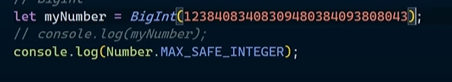 let myNumber = BigInt(12384083408309480384093808043);
// console.log(myNumber);
console.log(Number.MAX_SAFE_INTEGER);